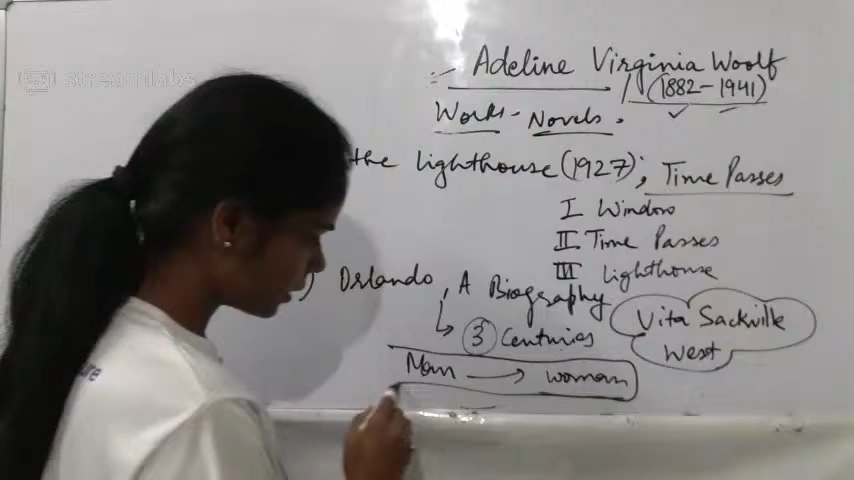 streamlabs
Adeline Virginia Woolf
(1882-1941)
Works - Novels.
the lighthouse (1927); Time Passes
I Window
II Time Passes
III lighthouse
) Orlando, A Biography
Vita Sackville
West
3 Centuries
Man → woman